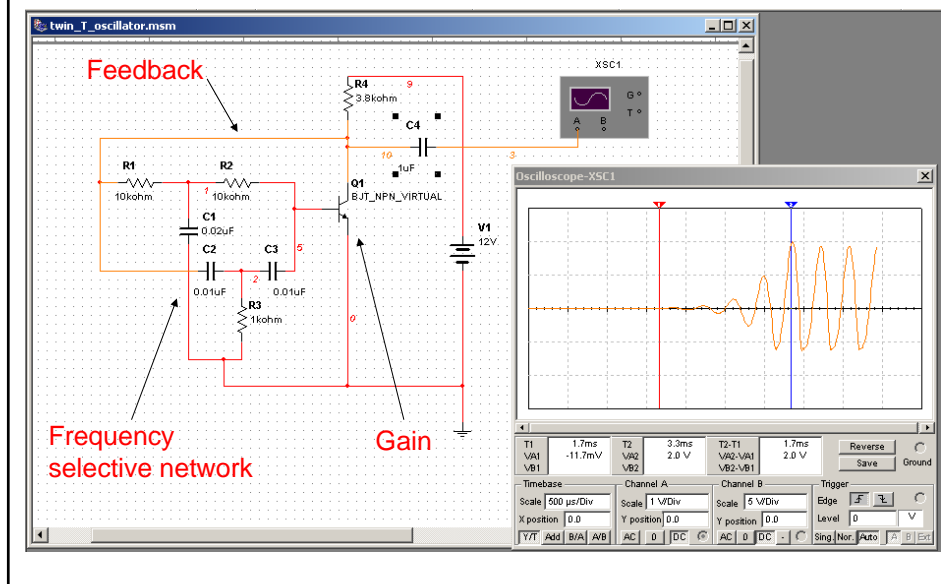 twin_T_oscillator.msm
Feedback
XSC1
G
T
A B
R4
3.8kohm
9
C4
1uF
10
3
R1
10kohm
1
R2
10kohm
Q1
BJT_NPN_VIRTUAL
V1
12V
C1
0.02uF
C2
0.01uF
C3
0.01uF
5
2
R3
1kohm
0
Frequency
selective network
Gain
Oscilloscope-XSC1
1
2
T1 1.7ms T2 3.3ms T2-T1 1.7ms
VA1 -11.7mV VA2 2.0 V VA2-VA1 2.0 V
VB1 VB2 VB2-VB1
Reverse
Save
Ground
Timebase
Scale 500 µs/Div
X position 0.0
Y/T Add B/A A/B
Channel A
Scale 1 V/Div
Y position 0.0
AC 0 DC
Channel B
Scale 5 V/Div
Y position 0.0
AC 0 DC -
Trigger
Edge
Level 0 V
Sing. Nor. Auto A B Ext